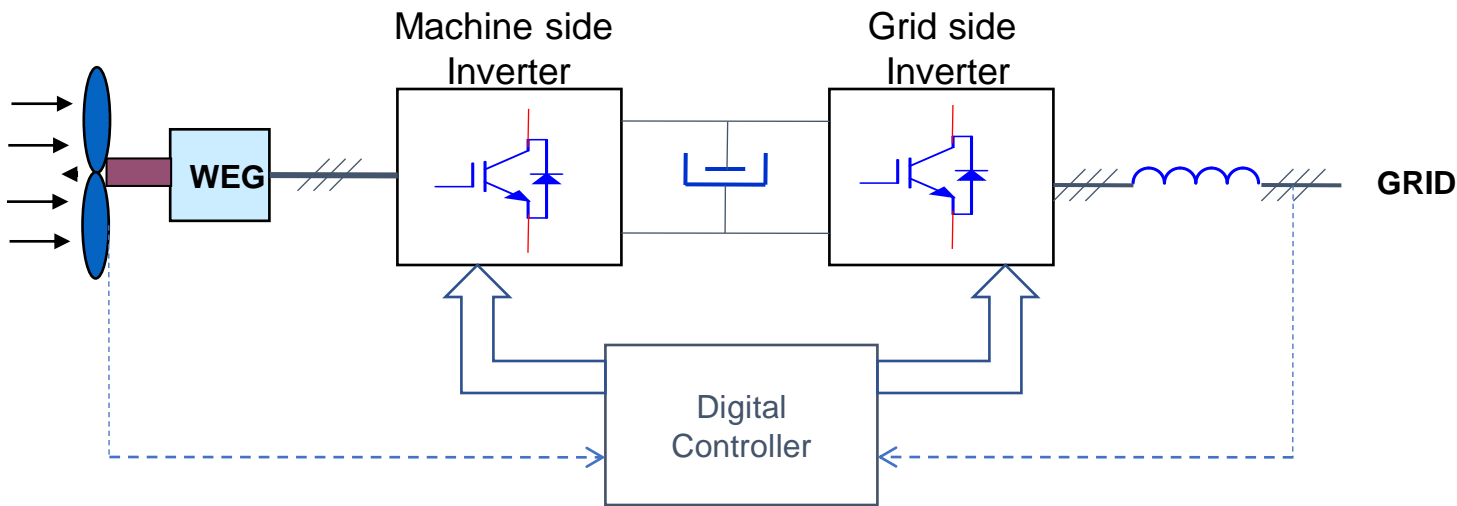 Machine side
Inverter
Grid side
Inverter
WEG
GRID
Digital
Controller